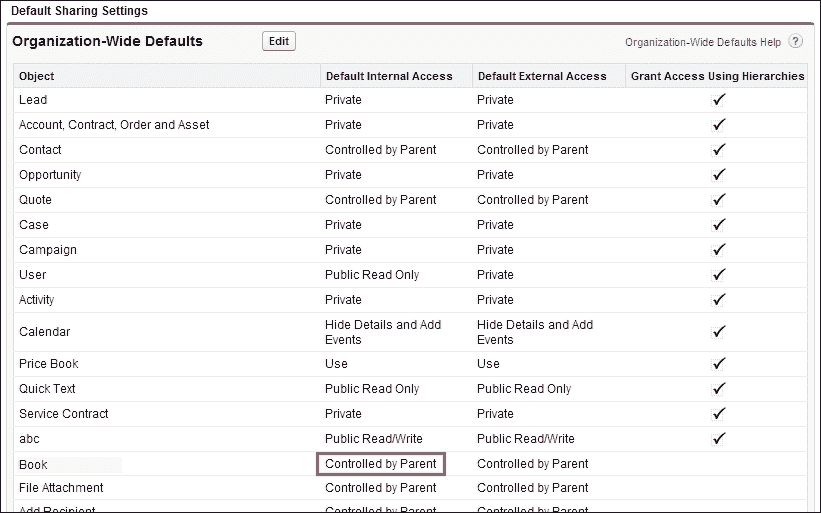 Default Sharing Settings
Organization-Wide Defaults Edit Organization-Wide Defaults Help ?
Object Default Internal Access Default External Access Grant Access Using Hierarchies
Lead Private Private ✓
Account, Contract, Order and Asset Private Private ✓
Contact Controlled by Parent Controlled by Parent ✓
Opportunity Private Private ✓
Quote Controlled by Parent Controlled by Parent ✓
Case Private Private ✓
Campaign Private Private ✓
User Public Read Only Private ✓
Activity Private Private ✓
Calendar Hide Details and Add Events Hide Details and Add Events ✓
Price Book Use Use ✓
Quick Text Public Read Only Public Read Only ✓
Service Contract Private Private ✓
abc Public Read/Write Public Read/Write ✓
Book Controlled by Parent Controlled by Parent
File Attachment Controlled by Parent Controlled by Parent
Add Recipient Controlled by Parent Controlled by Parent